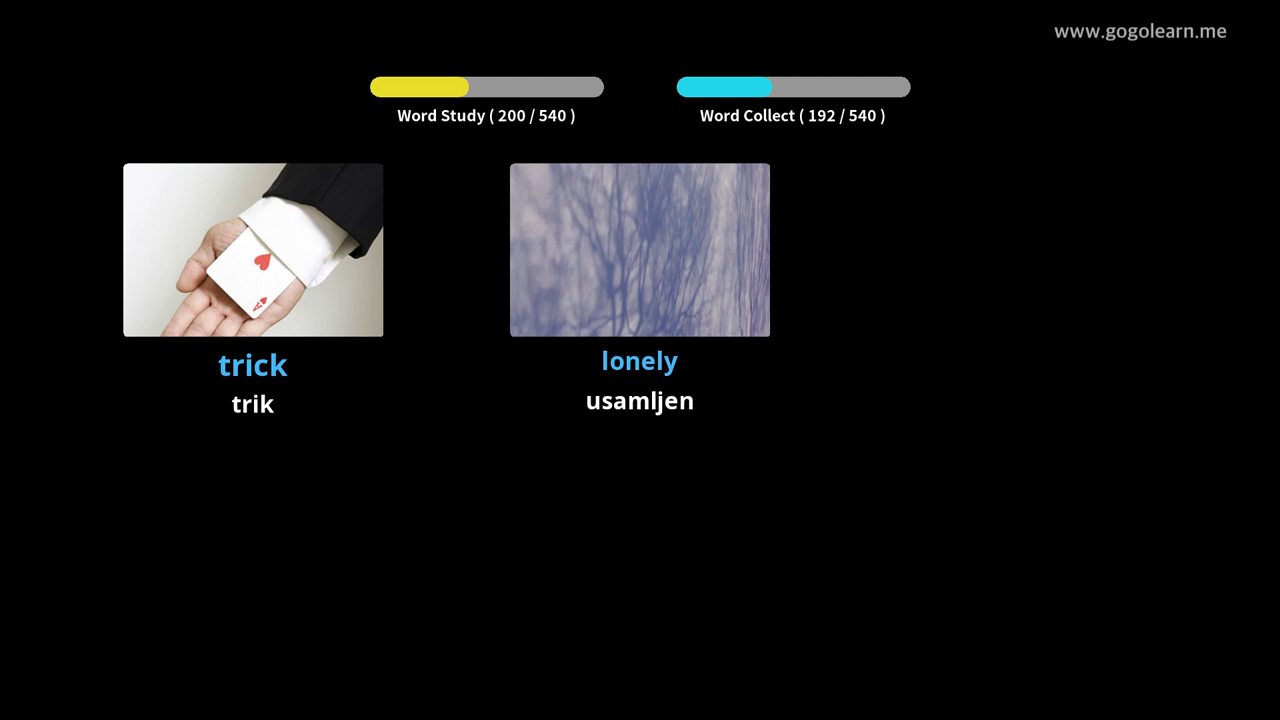 www.gogolearn.me
Word Study ( 200 / 540 )
Word Collect ( 192 / 540 )
A
trick
trik
lonely
usamljen